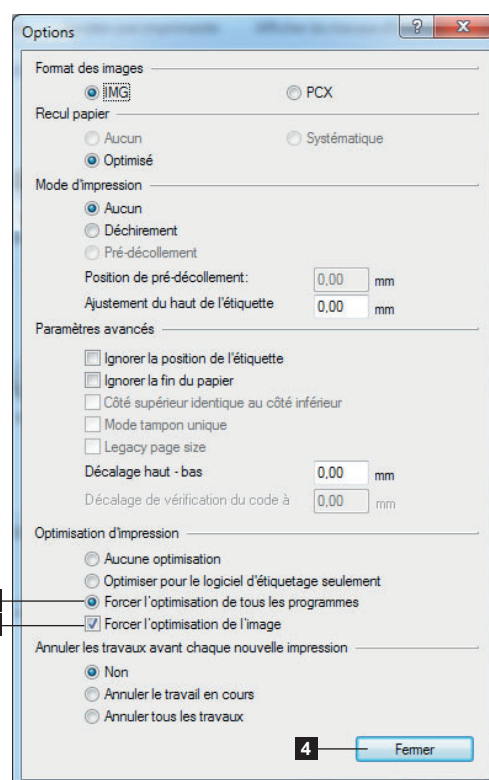 Options
?
X
Format des images
IMG PCX
Recul papier
Aucun Systématique
Optimisé
Mode d'impression
Aucun
Déchirement
Pré-décollement
Position de pré-décollement: 0,00 mm
Ajustement du haut de l'étiquette 0,00 mm
Paramètres avancés
Ignorer la position de l'étiquette
Ignorer la fin du papier
Côté supérieur identique au côté inférieur
Mode tampon unique
Legacy page size
Décalage haut - bas 0,00 mm
Décalage de vérification du code à 0,00 mm
Optimisation d'impression
Aucune optimisation
Optimiser pour le logiciel d'étiquetage seulement
Forcer l'optimisation de tous les programmes
Forcer l'optimisation de l'image
Annuler les travaux avant chaque nouvelle impression
Non
Annuler le travail en cours
Annuler tous les travaux
4 Fermer